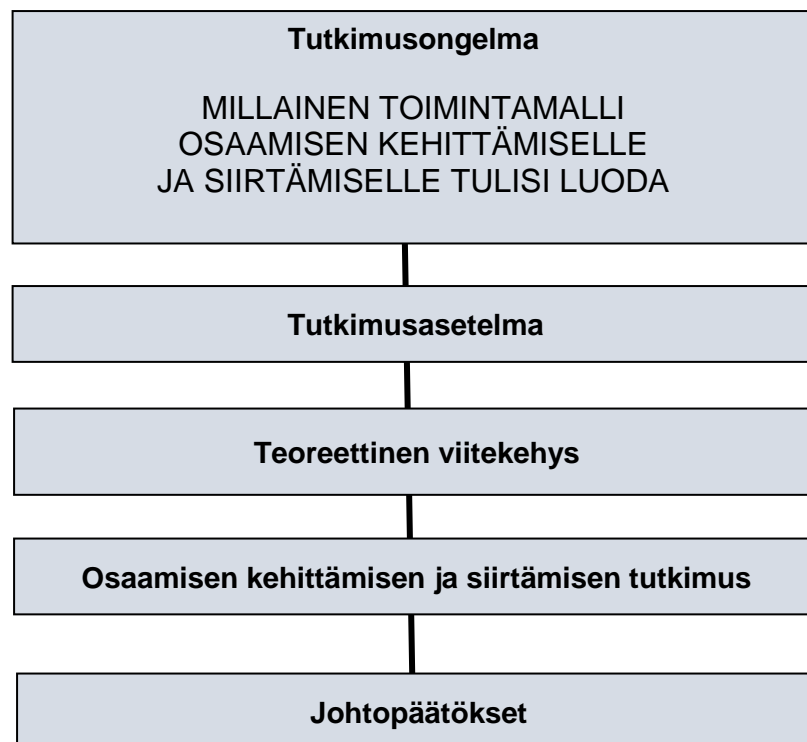 Tutkimusongelma
MILLAINEN TOIMINTAMALLI
OSAAMISEN KEHITTÄMISELLE
JA SIIRTÄMISELLE TULISI LUODA
Tutkimusasetelma
Teoreettinen viitekehys
Osaamisen kehittämisen ja siirtämisen tutkimus
Johtopäätökset